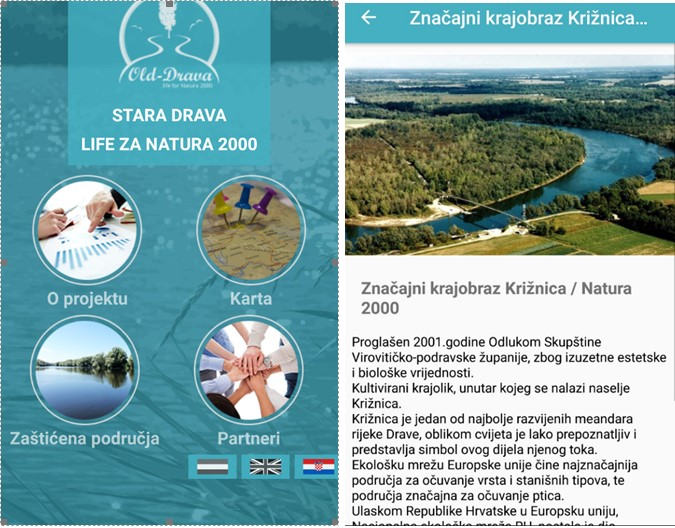 Old-Drava
life for Natura 2000
STARA DRAVA
LIFE ZA NATURA 2000
O projektu
Karta
Zaštićena područja
Partneri
Značajni krajobraz Križnica...
Značajni krajobraz Križnica / Natura
2000
Proglašen 2001.godine Odlukom Skupštine
Virovitičko-podravske županije, zbog izuzetne estetske
i biološke vrijednosti.
Kultivirani krajolik, unutar kojeg se nalazi naselje
Križnica.
Križnica je jedan od najbolje razvijenih meandara
rijeke Drave, oblikom cvijeta je lako prepoznatljiv i
predstavlja simbol ovog dijela njenog toka.
Ekološku mrežu Europske unije čine najznačajnija
područja za očuvanje vrsta i stanišnih tipova, te
područja značajna za očuvanje ptica.
Ulaskom Republike Hrvatske u Europsku uniju,